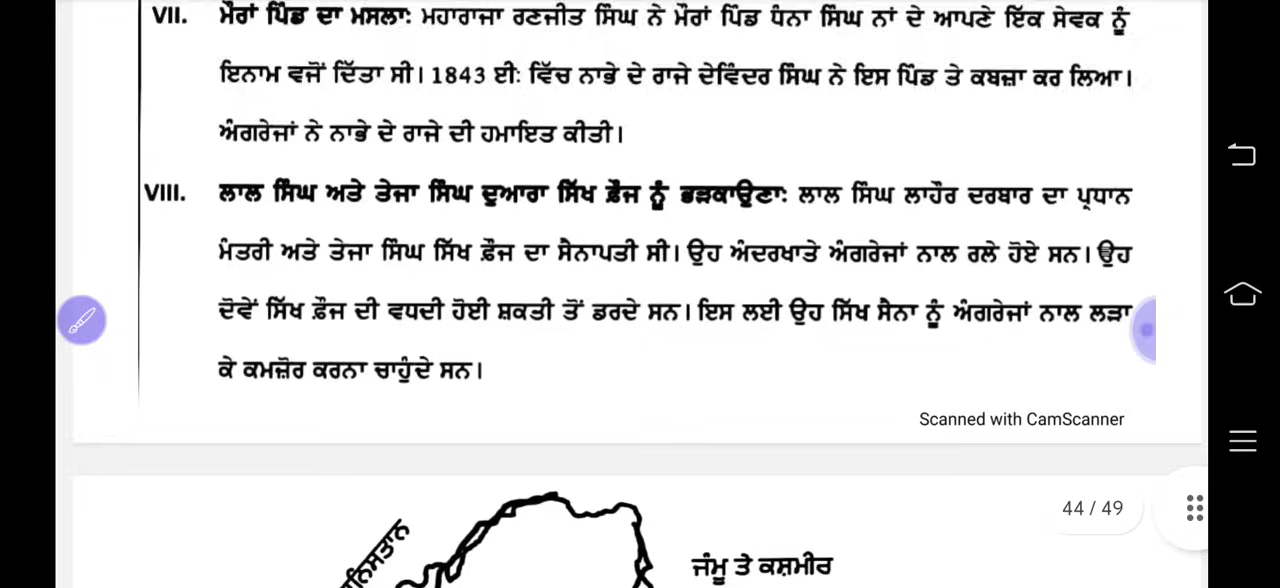 VII. ਮੌਰਾਂ ਪਿੰਡ ਦਾ ਮਸਲਾ: ਮਹਾਰਾਜਾ ਰਣਜੀਤ ਸਿੰਘ ਨੇ ਮੌਰਾਂ ਪਿੰਡ ਧੰਨਾ ਸਿੰਘ ਨਾਂ ਦੇ ਆਪਣੇ ਇੱਕ ਸੇਵਕ ਨੂੰ
ਇਨਾਮ ਵਜੋਂ ਦਿੱਤਾ ਸੀ। 1843 ਈ: ਵਿੱਚ ਨਾਭੇ ਦੇ ਰਾਜੇ ਦੇਵਿੰਦਰ ਸਿੰਘ ਨੇ ਇਸ ਪਿੰਡ ਤੇ ਕਬਜ਼ਾ ਕਰ ਲਿਆ।
ਅੰਗਰੇਜਾਂ ਨੇ ਨਾਭੇ ਦੇ ਰਾਜੇ ਦੀ ਹਮਾਇਤ ਕੀਤੀ।
VIII. ਲਾਲ ਸਿੰਘ ਅਤੇ ਤੇਜਾ ਸਿੰਘ ਦੁਆਰਾ ਸਿੱਖ ਫ਼ੌਜ ਨੂੰ ਭੜਕਾਉਣਾ: ਲਾਲ ਸਿੰਘ ਲਾਹੌਰ ਦਰਬਾਰ ਦਾ ਪ੍ਰਧਾਨ
ਮੰਤਰੀ ਅਤੇ ਤੇਜਾ ਸਿੰਘ ਸਿੱਖ ਫ਼ੌਜ ਦਾ ਸੈਨਾਪਤੀ ਸੀ। ਉਹ ਅੰਦਰਖਾਤੇ ਅੰਗਰੇਜਾਂ ਨਾਲ ਰਲੇ ਹੋਏ ਸਨ। ਉਹ
ਦੋਵੇਂ ਸਿੱਖ ਫ਼ੌਜ ਦੀ ਵਧਦੀ ਹੋਈ ਸ਼ਕਤੀ ਤੋਂ ਡਰਦੇ ਸਨ। ਇਸ ਲਈ ਉਹ ਸਿੱਖ ਸੈਨਾ ਨੂੰ ਅੰਗਰੇਜਾਂ ਨਾਲ ਲੜਾ
ਕੇ ਕਮਜ਼ੋਰ ਕਰਨਾ ਚਾਹੁੰਦੇ ਸਨ।
Scanned with CamScanner
44 / 49
ਜੰਮੂ ਤੇ ਕਸ਼ਮੀਰ